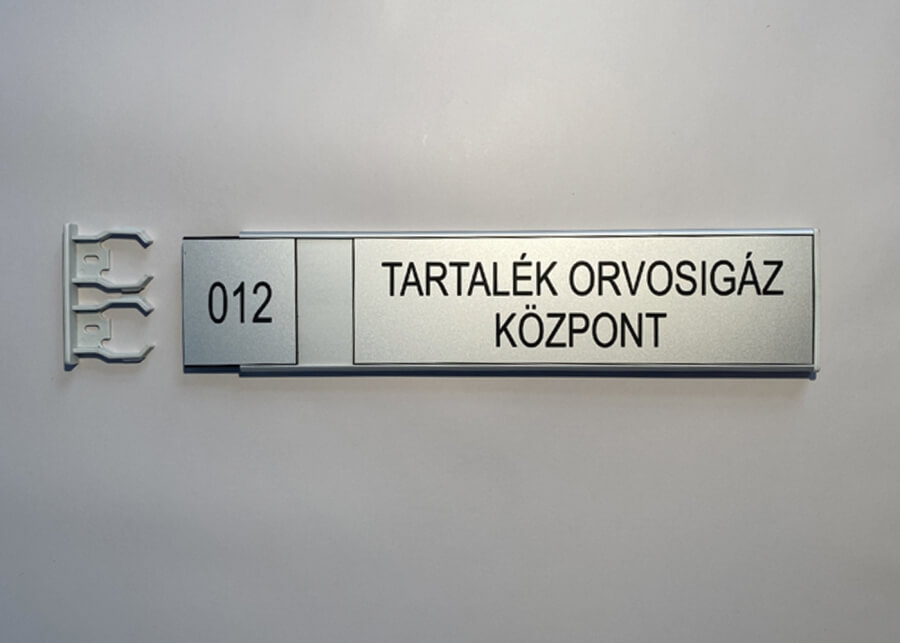 012
TARTALÉK ORVOSIGÁZ
KÖZPONT